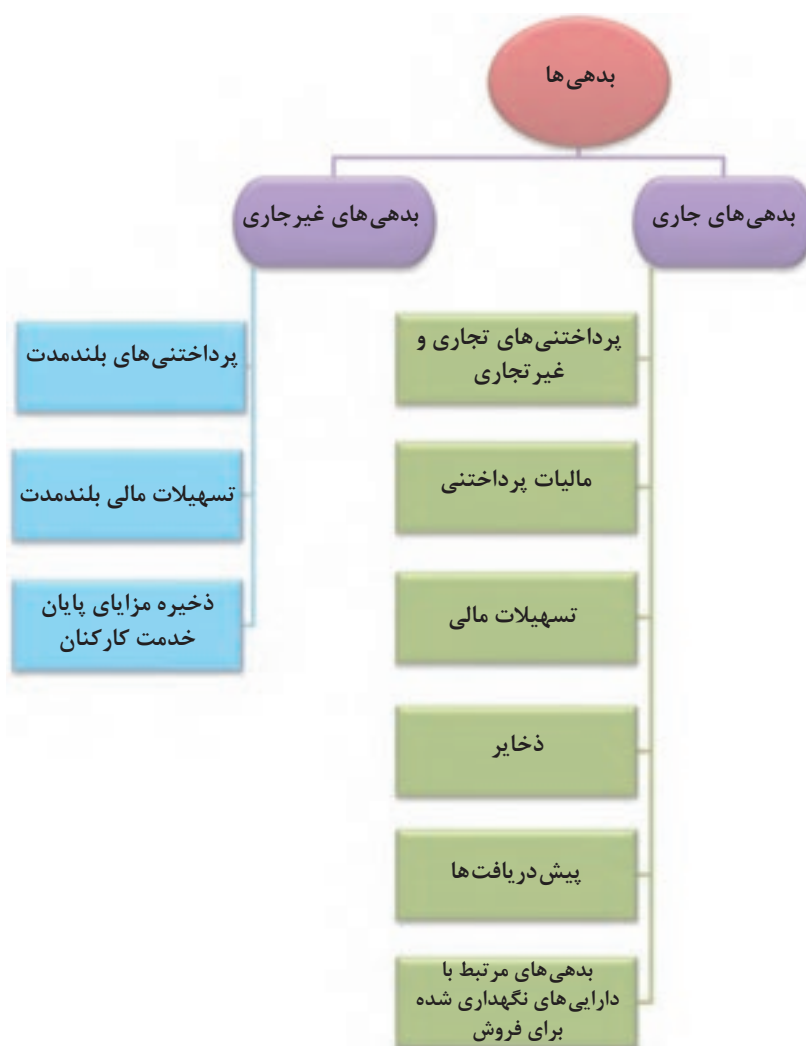 بدهی‌ها
بدهی‌های جاری
پرداختنی‌های تجاری و
غیرتجاری
مالیات پرداختنی
تسهیلات مالی
ذخایر
پیش‌دریافت‌ها
بدهی‌های مرتبط با
دارایی‌های نگهداری شده
برای فروش
بدهی‌های غیرجاری
پرداختنی‌های بلندمدت
تسهیلات مالی بلندمدت
ذخیره مزایای پایان
خدمت کارکنان